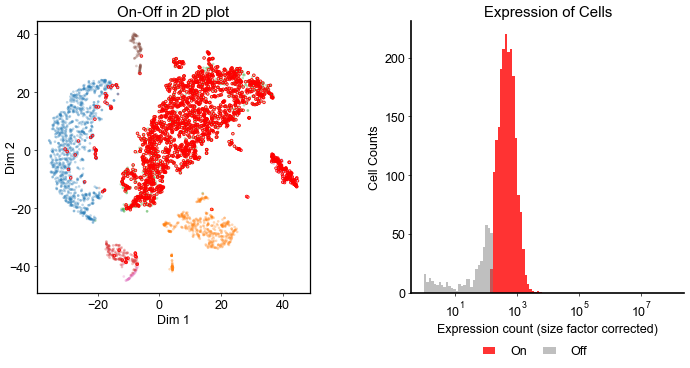 On-Off in 2D plot
40
20
0
−20
−40
Dim 2
−20
0
20
40
Dim 1
Expression of Cells
200
150
100
50
0
Cell Counts
10^1
10^3
10^5
10^7
Expression count (size factor corrected)
On
Off